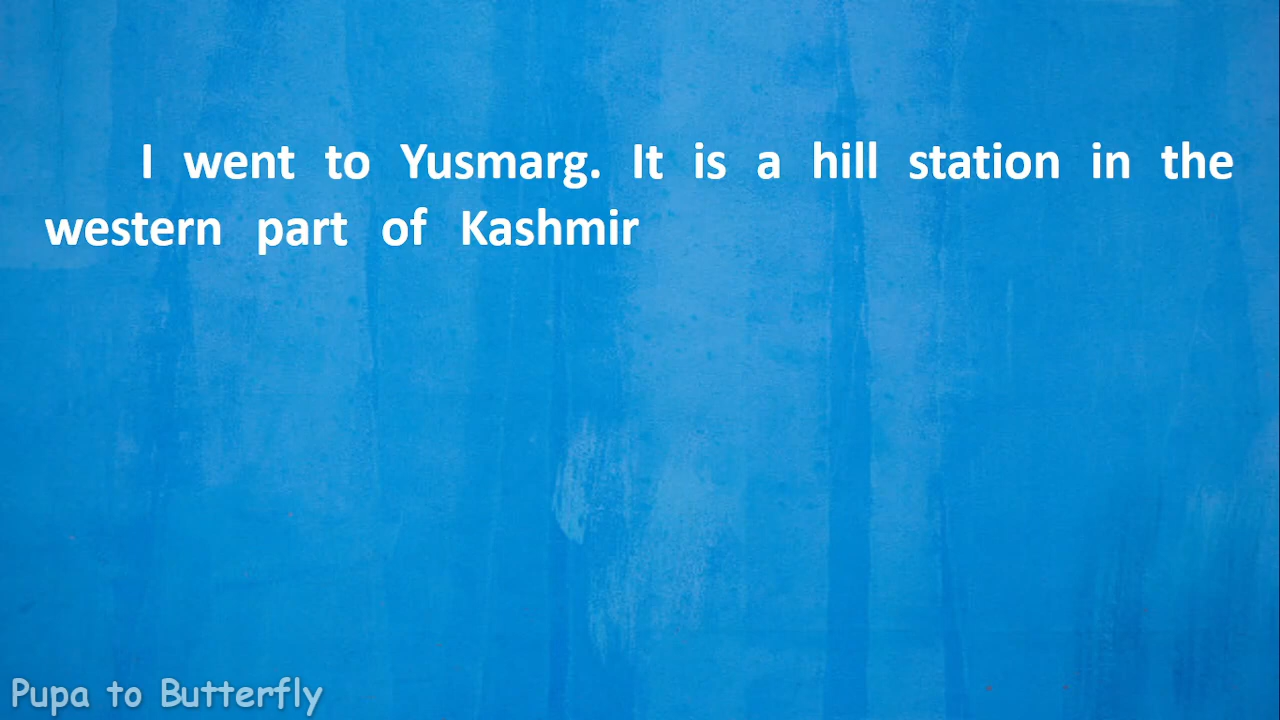 I went to Yusmarg. It is a hill station in the
western part of Kashmir
Pupa to Butterfly